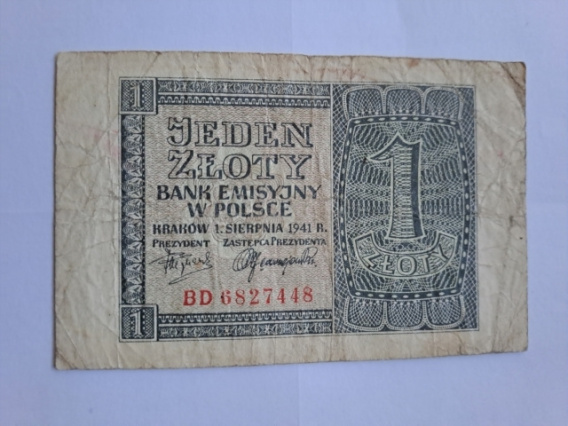 1
JEDEN
ZŁOTY
BANK EMISYJNY
W POLSCE
KRAKÓW 1. SIERPNIA 1941 R.
PREZYDENT ZASTĘPCA PREZYDENTA
BD 6827448
1
1
ZŁOTY